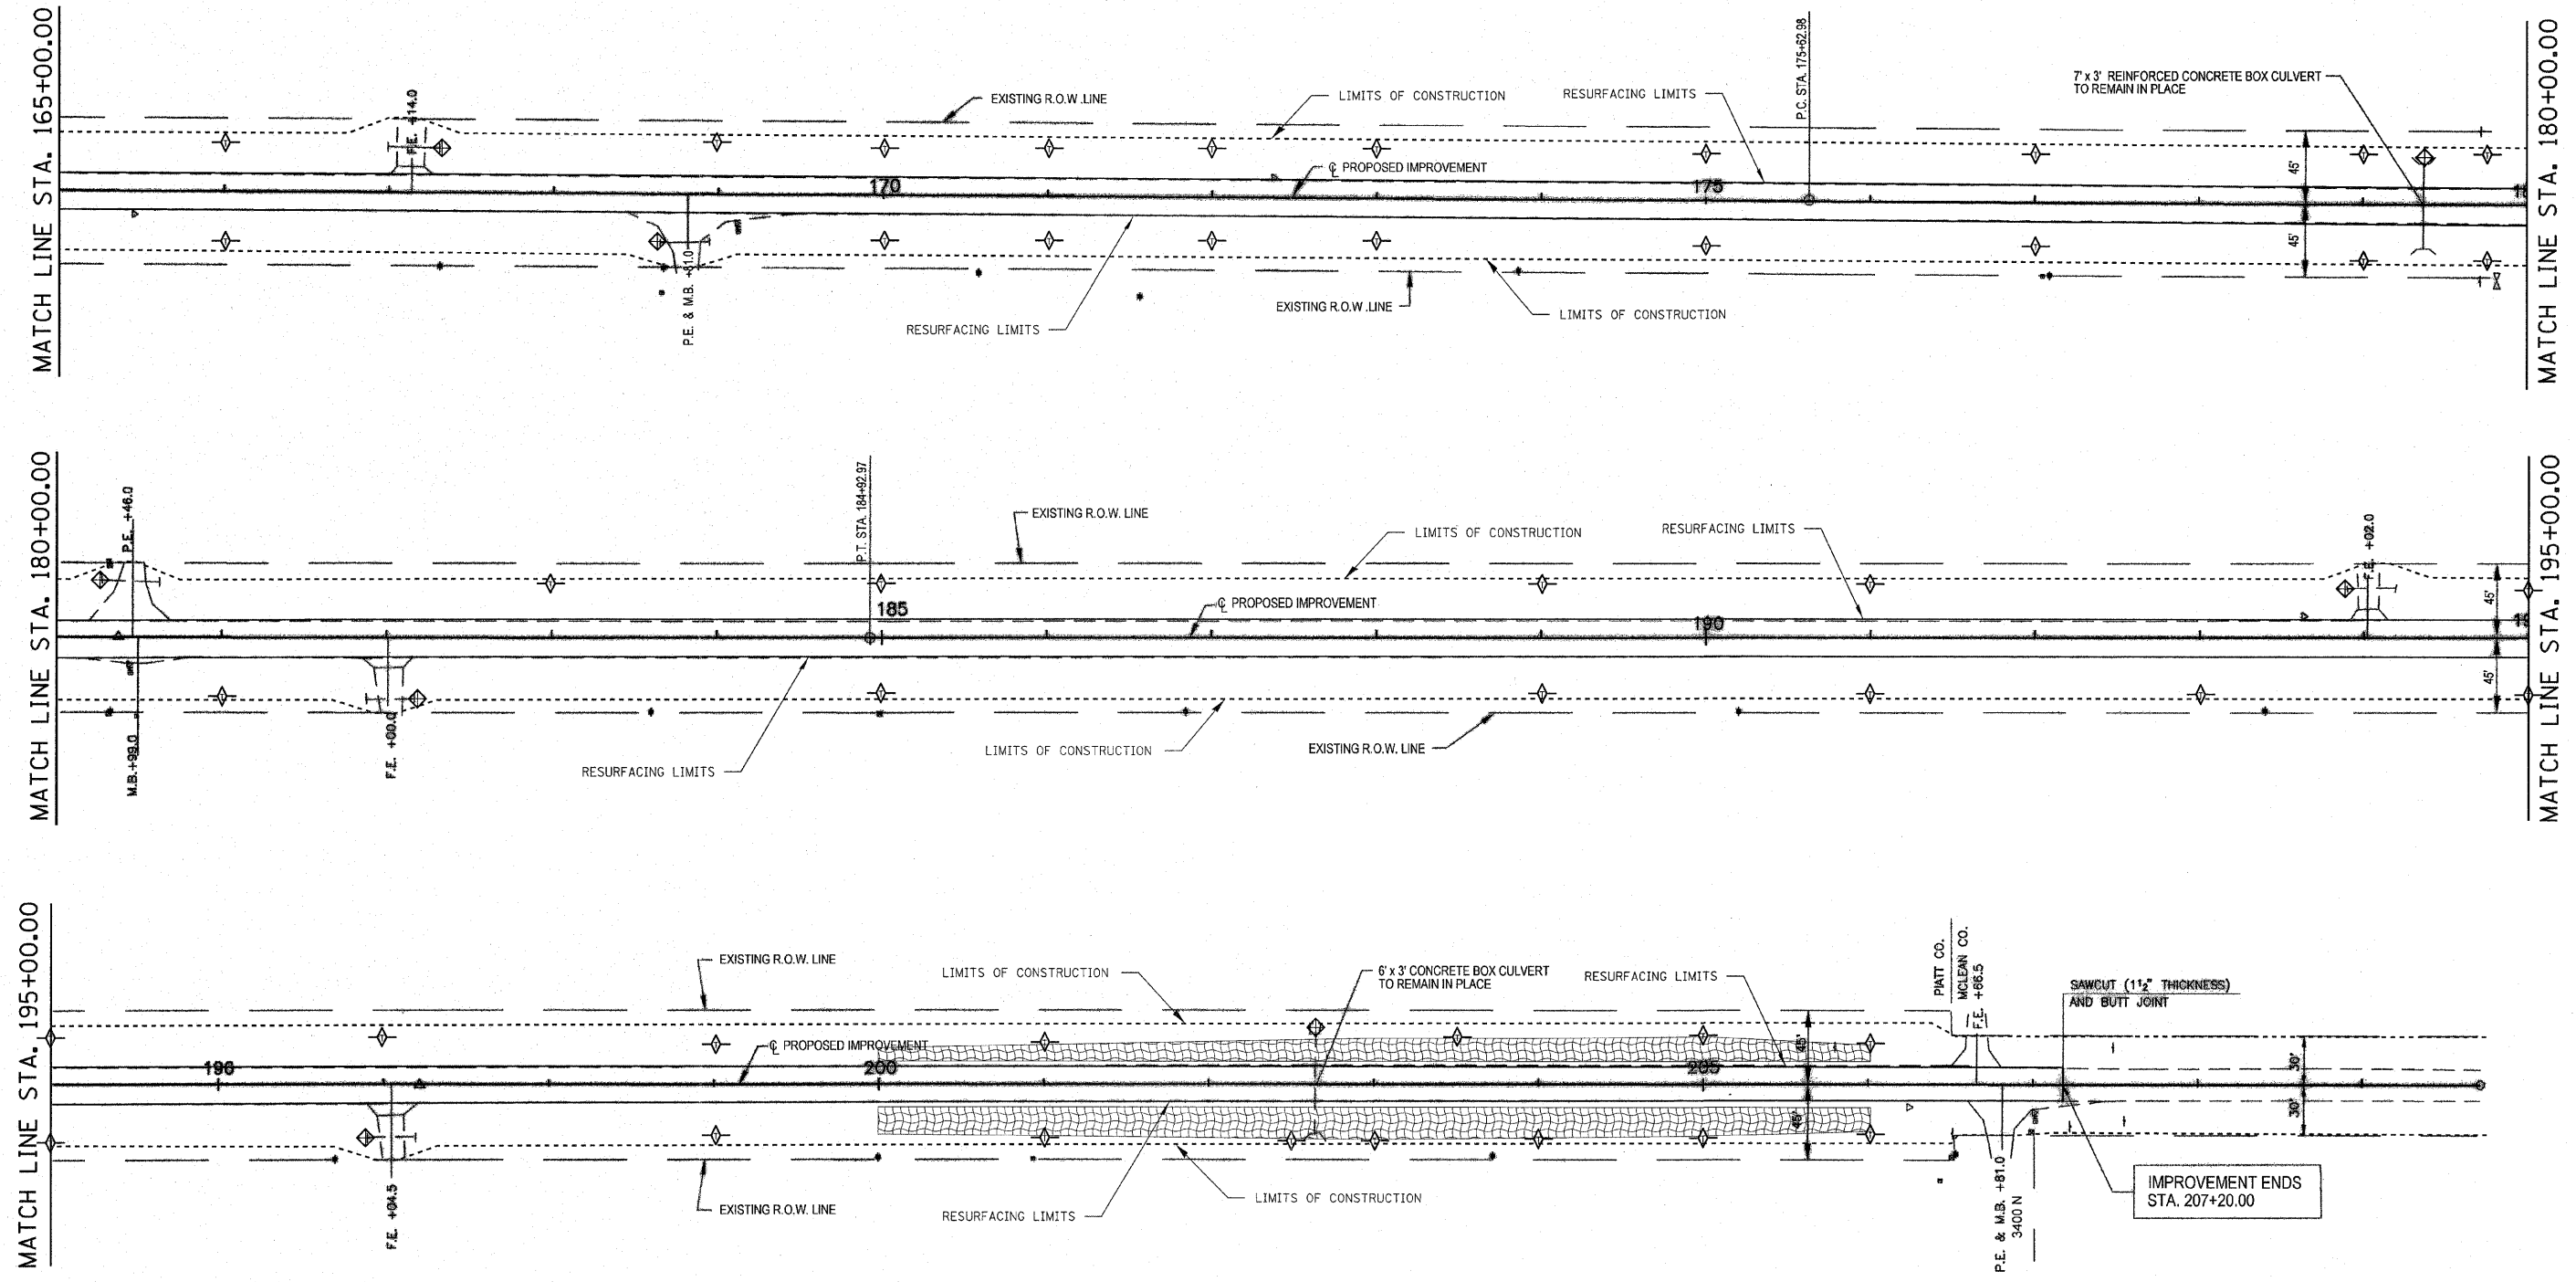 MATCH LINE STA. 165+00.00
F.E. +14.0
EXISTING R.O.W .LINE
LIMITS OF CONSTRUCTION
RESURFACING LIMITS
P.C. STA. 175+62.98
7' x 3' REINFORCED CONCRETE BOX CULVERT
TO REMAIN IN PLACE
MATCH LINE STA. 180+00.00
170
℄ PROPOSED IMPROVEMENT
175
18
45'
45'
P.E. & M.B. +81.0
RESURFACING LIMITS
EXISTING R.O.W .LINE
LIMITS OF CONSTRUCTION
MATCH LINE STA. 180+00.00
P.E. +46.0
P.T. STA. 184+92.97
EXISTING R.O.W. LINE
LIMITS OF CONSTRUCTION
RESURFACING LIMITS
F.E. +02.0
MATCH LINE STA. 195+00.00
185
℄ PROPOSED IMPROVEMENT
190
19
45'
45'
M.B.+99.0
F.E. +00.0
RESURFACING LIMITS
LIMITS OF CONSTRUCTION
EXISTING R.O.W. LINE
MATCH LINE STA. 195+00.00
EXISTING R.O.W. LINE
LIMITS OF CONSTRUCTION
6' x 3' CONCRETE BOX CULVERT
TO REMAIN IN PLACE
RESURFACING LIMITS
PIATT CO.
MCLEAN CO.
F.E. +66.5
SAWCUT (1 1/2" THICKNESS)
AND BUTT JOINT
196
℄ PROPOSED IMPROVEMENT
200
205
45'
45'
30'
30'
F.E. +04.5
EXISTING R.O.W. LINE
RESURFACING LIMITS
LIMITS OF CONSTRUCTION
P.E. & M.B. +81.0
3400 N
IMPROVEMENT ENDS
STA. 207+20.00